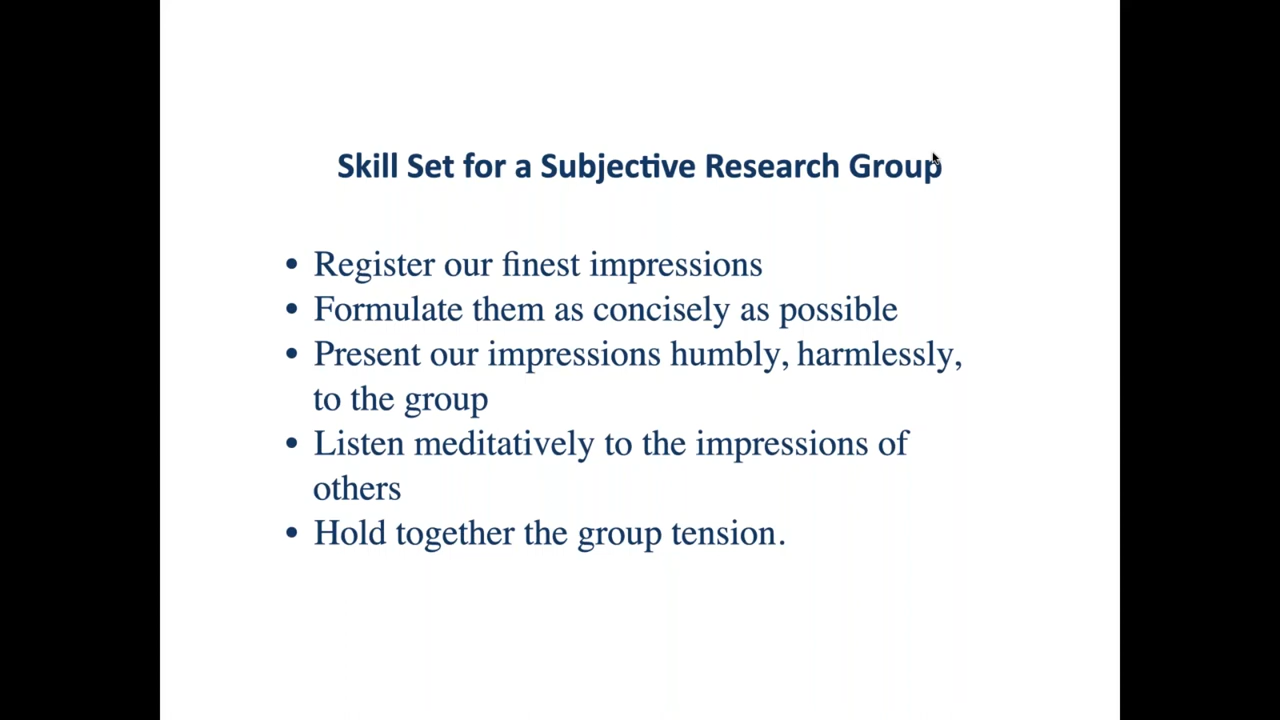 Skill Set for a Subjective Research Group
• Register our finest impressions
• Formulate them as concisely as possible
• Present our impressions humbly, harmlessly,
to the group
• Listen meditatively to the impressions of
others
• Hold together the group tension.